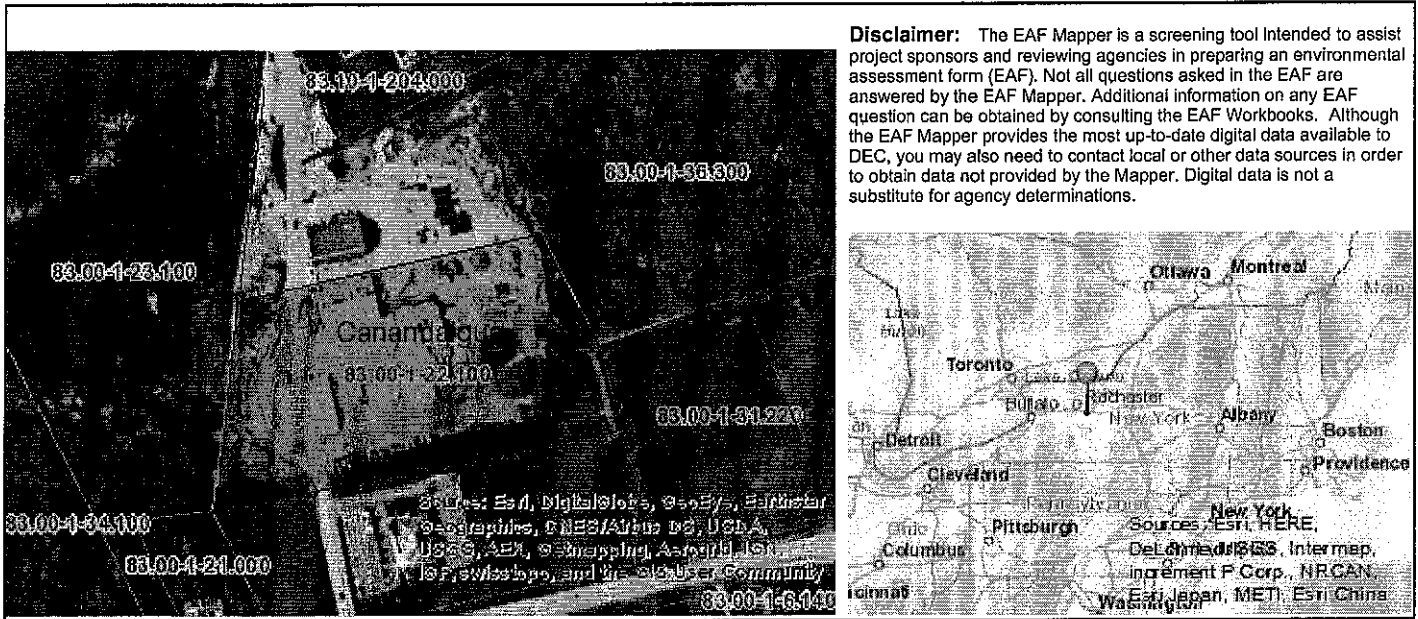 83.10-1-204.000
83.00-1-36.300
83.00-1-23.100
Canandaigua
83.00-1-22.100
83.00-1-31.220
Sources: Esri, DigitalGlobe, GeoEye, Earthstar
Geographics, CNES/Airbus DS, USDA,
USGS, AEX, Getmapping, Aerogrid, IGN,
IGP, swisstopo, and the GIS User Community
83.00-1-34.100
83.00-1-21.000
83.00-1-6.140
Disclaimer: The EAF Mapper is a screening tool intended to assist
project sponsors and reviewing agencies in preparing an environmental
assessment form (EAF). Not all questions asked in the EAF are
answered by the EAF Mapper. Additional information on any EAF
question can be obtained by consulting the EAF Workbooks. Although
the EAF Mapper provides the most up-to-date digital data available to
DEC, you may also need to contact local or other data sources in order
to obtain data not provided by the Mapper. Digital data is not a
substitute for agency determinations.
Ottawa
Montreal
Toronto
Rochester
Buffalo
New York
Albany
Detroit
Boston
Providence
Cleveland
New York
Pittsburgh
Columbus
cinnati
Washington
Sources: Esri, HERE,
DeLorme, USGS, Intermap,
increment P Corp., NRCAN,
Esri Japan, METI, Esri China